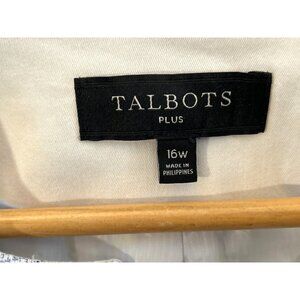 TALBOTS
PLUS
16W
MADE IN
PHILIPPINES